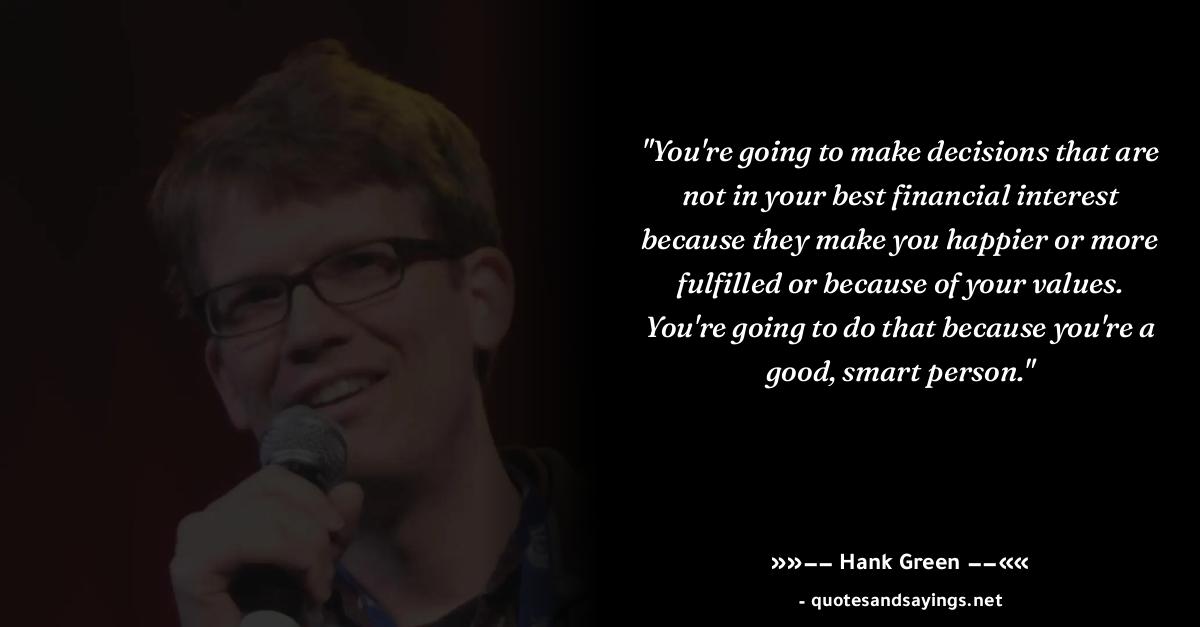 "You're going to make decisions that are
not in your best financial interest
because they make you happier or more
fulfilled or because of your values.
You're going to do that because you're a
good, smart person."
»»–– Hank Green ––««
- quotesandsayings.net